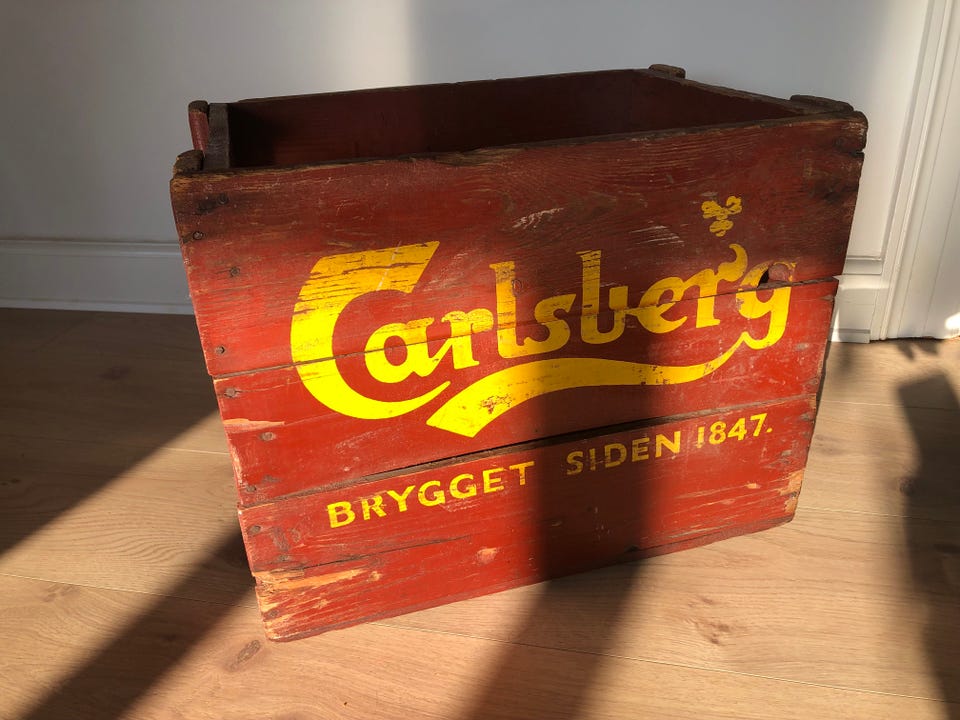 Carlsberg
BRYGGET SIDEN 1847.